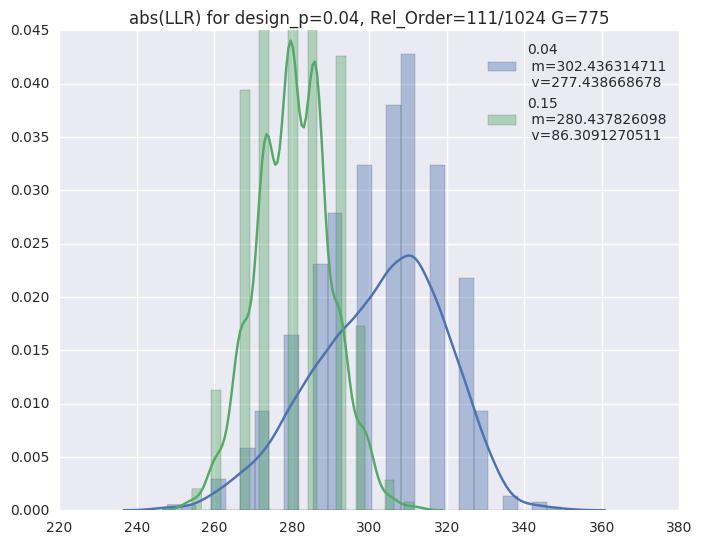 abs(LLR) for design_p=0.04, Rel_Order=111/1024 G=775
0.045
0.040
0.035
0.030
0.025
0.020
0.015
0.010
0.005
0.000
220 240 260 280 300 320 340 360 380
0.04
m=302.436314711
v=277.438668678
0.15
m=280.437826098
v=86.3091270511